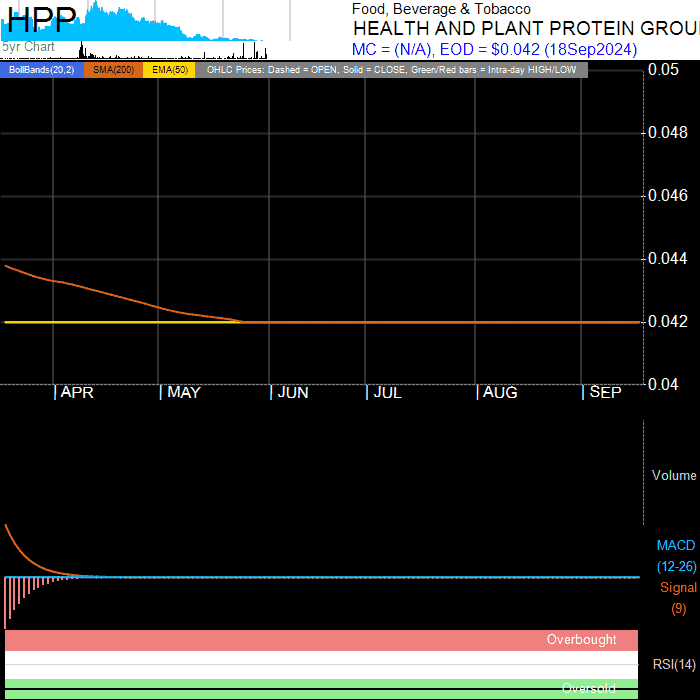 HPP
5yr Chart
Food, Beverage & Tobacco
HEALTH AND PLANT PROTEIN GROU
MC = (N/A), EOD = $0.042 (18Sep2024)
BollBands(20,2) SMA(200) EMA(50) OHLC Prices: Dashed = OPEN, Solid = CLOSE, Green/Red bars = Intra-day HIGH/LOW
0.05
0.048
0.046
0.044
0.042
0.04
APR MAY JUN JUL AUG SEP
Volume
MACD
(12-26)
Signal
(9)
Overbought
RSI(14)
Oversold